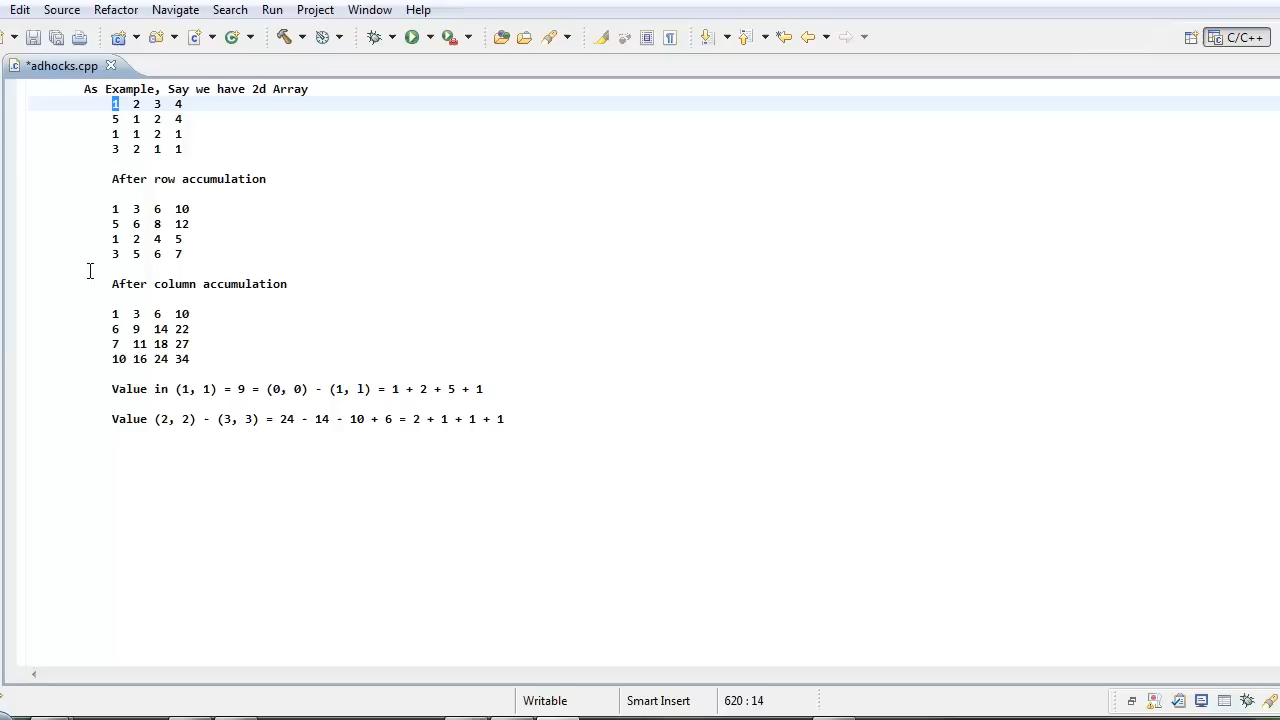 Edit Source Refactor Navigate Search Run Project Window Help
C/C++
*adhocks.cpp
As Example, Say we have 2d Array
1 2 3 4
5 1 2 4
1 1 2 1
3 2 1 1
After row accumulation
1 3 6 10
5 6 8 12
1 2 4 5
3 5 6 7
After column accumulation
1 3 6 10
6 9 14 22
7 11 18 27
10 16 24 34
Value in (1, 1) = 9 = (0, 0) - (1, l) = 1 + 2 + 5 + 1
Value (2, 2) - (3, 3) = 24 - 14 - 10 + 6 = 2 + 1 + 1 + 1
Writable Smart Insert 620 : 14